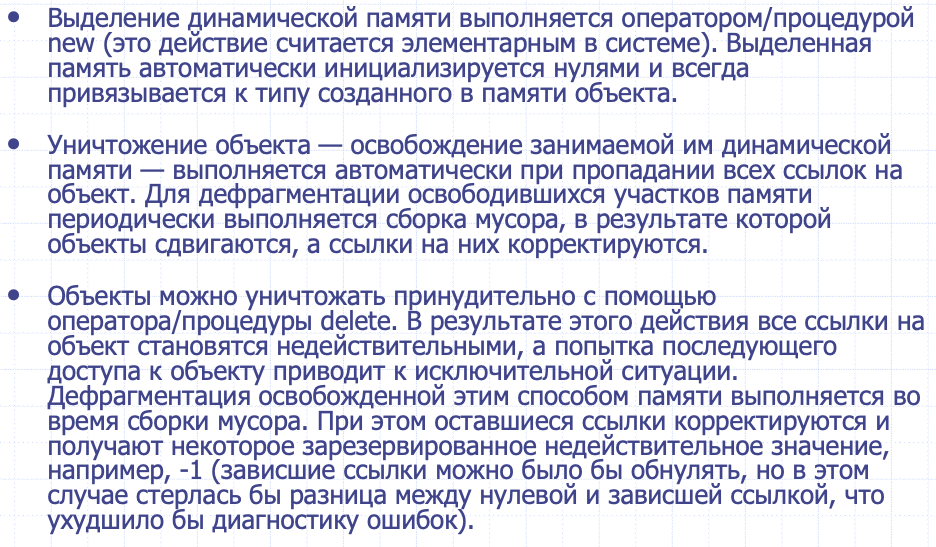 • Выделение динамической памяти выполняется оператором/процедурой
new (это действие считается элементарным в системе). Выделенная
память автоматически инициализируется нулями и всегда
привязывается к типу созданного в памяти объекта.
• Уничтожение объекта — освобождение занимаемой им динамической
памяти — выполняется автоматически при пропадании всех ссылок на
объект. Для дефрагментации освободившихся участков памяти
периодически выполняется сборка мусора, в результате которой
объекты сдвигаются, а ссылки на них корректируются.
• Объекты можно уничтожать принудительно с помощью
оператора/процедуры delete. В результате этого действия все ссылки на
объект становятся недействительными, а попытка последующего
доступа к объекту приводит к исключительной ситуации.
Дефрагментация освобожденной этим способом памяти выполняется во
время сборки мусора. При этом оставшиеся ссылки корректируются и
получают некоторое зарезервированное недействительное значение,
например, -1 (зависшие ссылки можно было бы обнулять, но в этом
случае стерлась бы разница между нулевой и зависшей ссылкой, что
ухудшило бы диагностику ошибок).